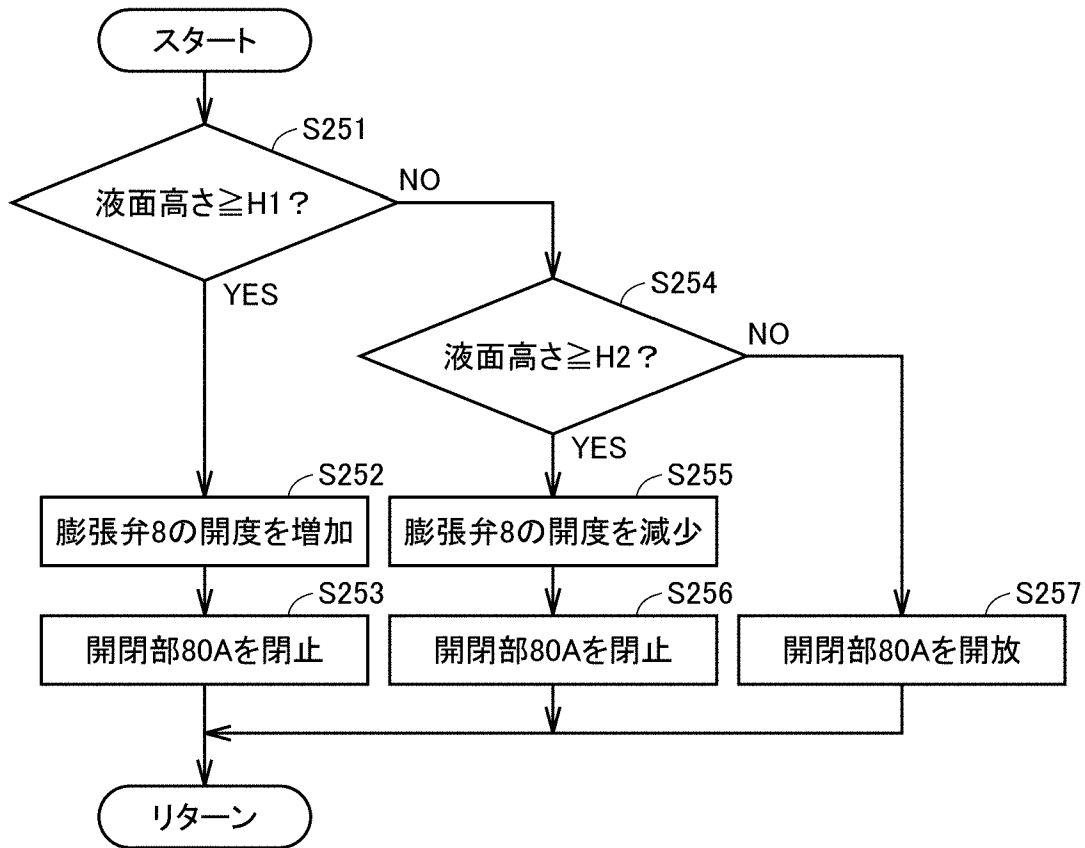 スタート
S251
液面高さ≧H1？
NO
YES
S254
液面高さ≧H2？
NO
YES
S252
膨張弁8の開度を増加
S255
膨張弁8の開度を減少
S253
開閉部80Aを閉止
S256
開閉部80Aを閉止
S257
開閉部80Aを開放
リターン